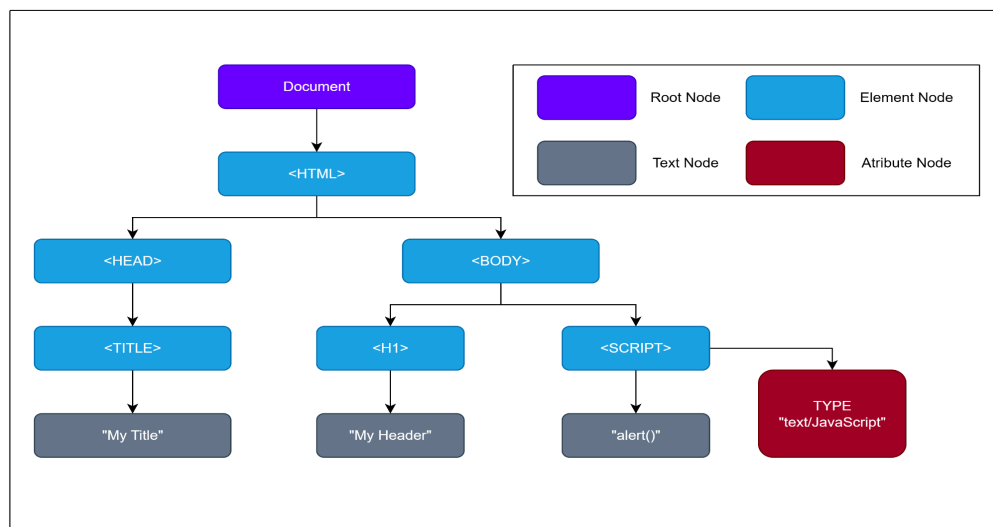 Document
Root Node
Element Node
Text Node
Atribute Node
<HTML>
<HEAD>
<BODY>
<TITLE>
<H1>
<SCRIPT>
"My Title"
"My Header"
"alert()"
TYPE
"text/JavaScript"